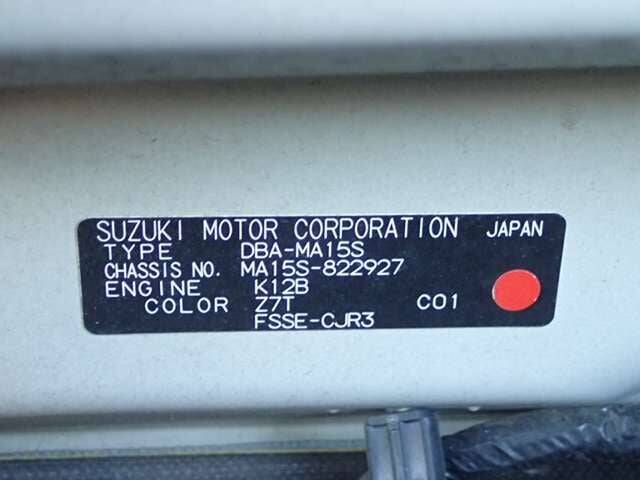 SUZUKI MOTOR CORPORATION JAPAN
TYPE DBA-MA15S
CHASSIS NO. MA15S-822927
ENGINE K12B
COLOR Z7T C01
FSSE-CJR3